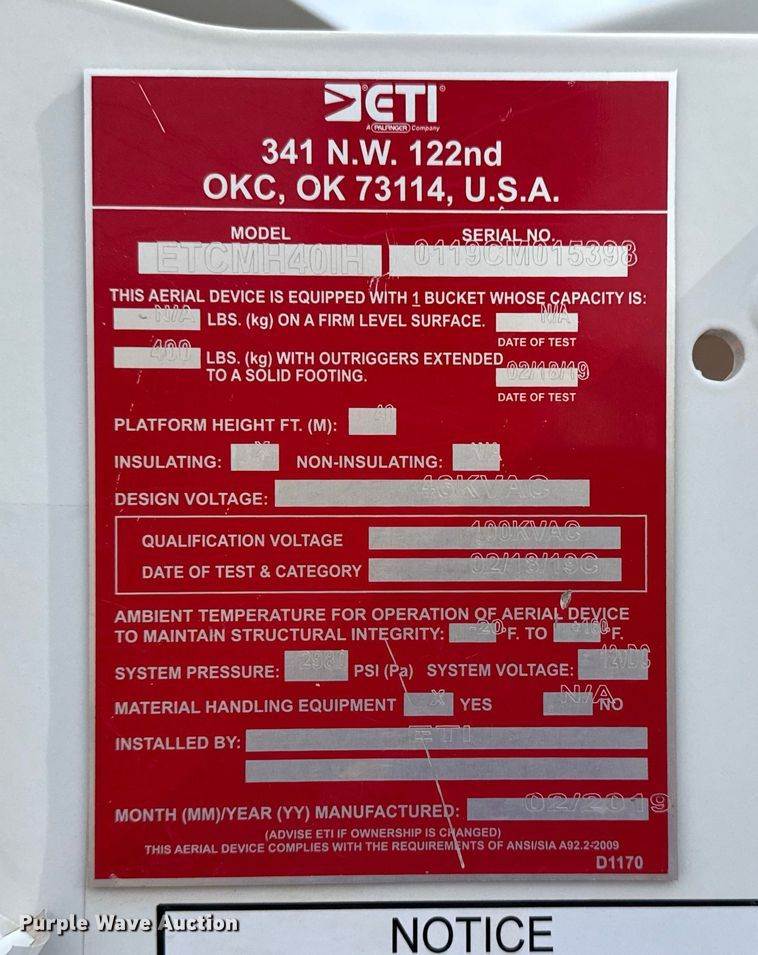 ETI
A PALFINGER Company
341 N.W. 122nd
OKC, OK 73114, U.S.A.
MODEL SERIAL NO.
ETCMH40IH 0119CM015398
THIS AERIAL DEVICE IS EQUIPPED WITH 1 BUCKET WHOSE CAPACITY IS:
N/A LBS. (kg) ON A FIRM LEVEL SURFACE. N/A
DATE OF TEST
400 LBS. (kg) WITH OUTRIGGERS EXTENDED
TO A SOLID FOOTING. 02/18/19
DATE OF TEST
PLATFORM HEIGHT FT. (M):
INSULATING: NON-INSULATING: N/A
DESIGN VOLTAGE: 46KVAC
QUALIFICATION VOLTAGE 100KVAC
DATE OF TEST & CATEGORY 02/18/19C
AMBIENT TEMPERATURE FOR OPERATION OF AERIAL DEVICE
TO MAINTAIN STRUCTURAL INTEGRITY: -20 °F. TO °F.
SYSTEM PRESSURE: PSI (Pa) SYSTEM VOLTAGE: 12VDC
MATERIAL HANDLING EQUIPMENT X YES N/A NO
INSTALLED BY: ETI
MONTH (MM)/YEAR (YY) MANUFACTURED: 02/2019
(ADVISE ETI IF OWNERSHIP IS CHANGED)
THIS AERIAL DEVICE COMPLIES WITH THE REQUIREMENTS OF ANSI/SIA A92.2-2009
D1170
Purple Wave Auction
NOTICE